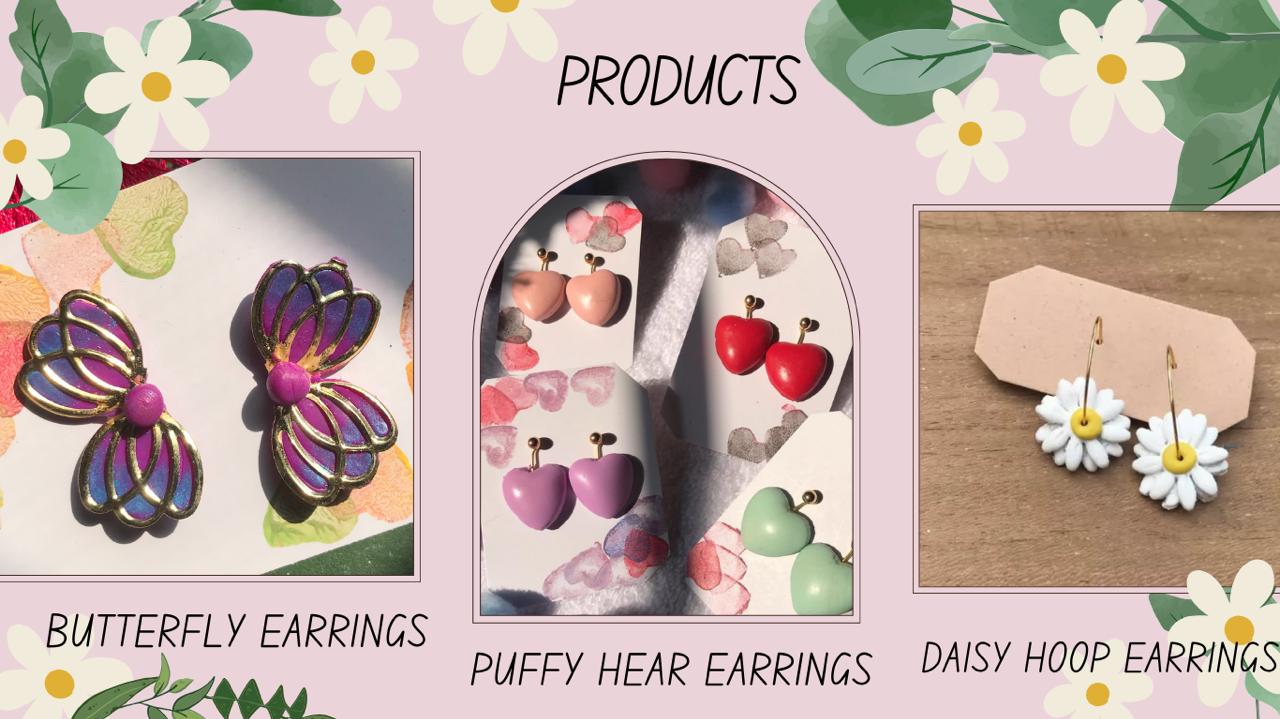 PRODUCTS
BUTTERFLY EARRINGS
PUFFY HEAR EARRINGS
DAISY HOOP EARRINGS